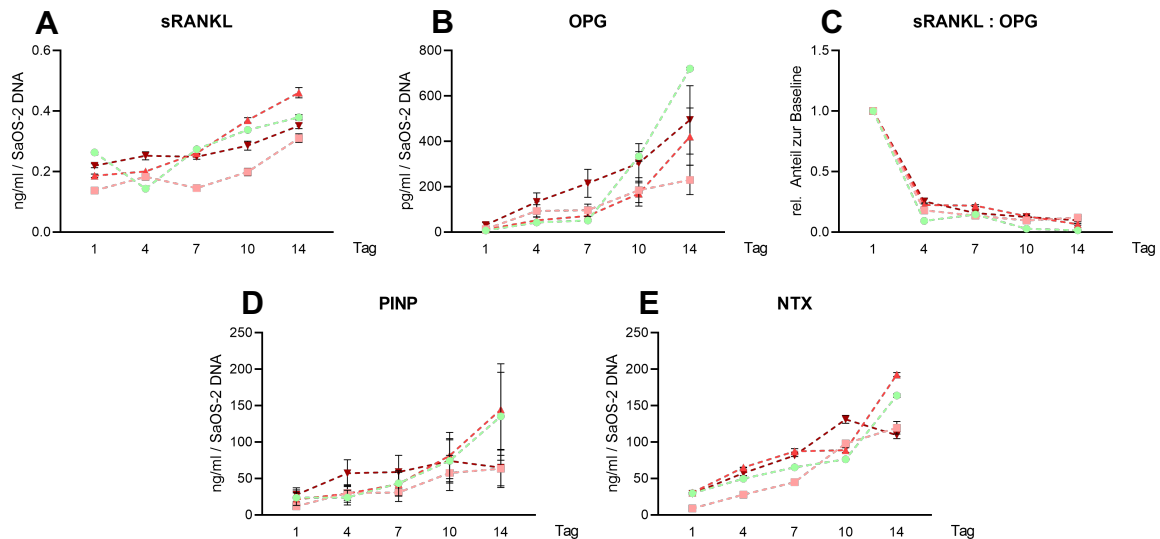 A sRANKL
ng/ml / SaOS-2 DNA
0.6
0.4
0.2
0.0
1 4 7 10 14 Tag
B OPG
pg/ml / SaOS-2 DNA
800
600
400
200
0
1 4 7 10 14 Tag
C sRANKL : OPG
rel. Anteil zur Baseline
1.5
1.0
0.5
0.0
1 4 7 10 14 Tag
D PINP
ng/ml / SaOS-2 DNA
250
200
150
100
50
0
1 4 7 10 14 Tag
E NTX
ng/ml / SaOS-2 DNA
250
200
150
100
50
0
1 4 7 10 14 Tag